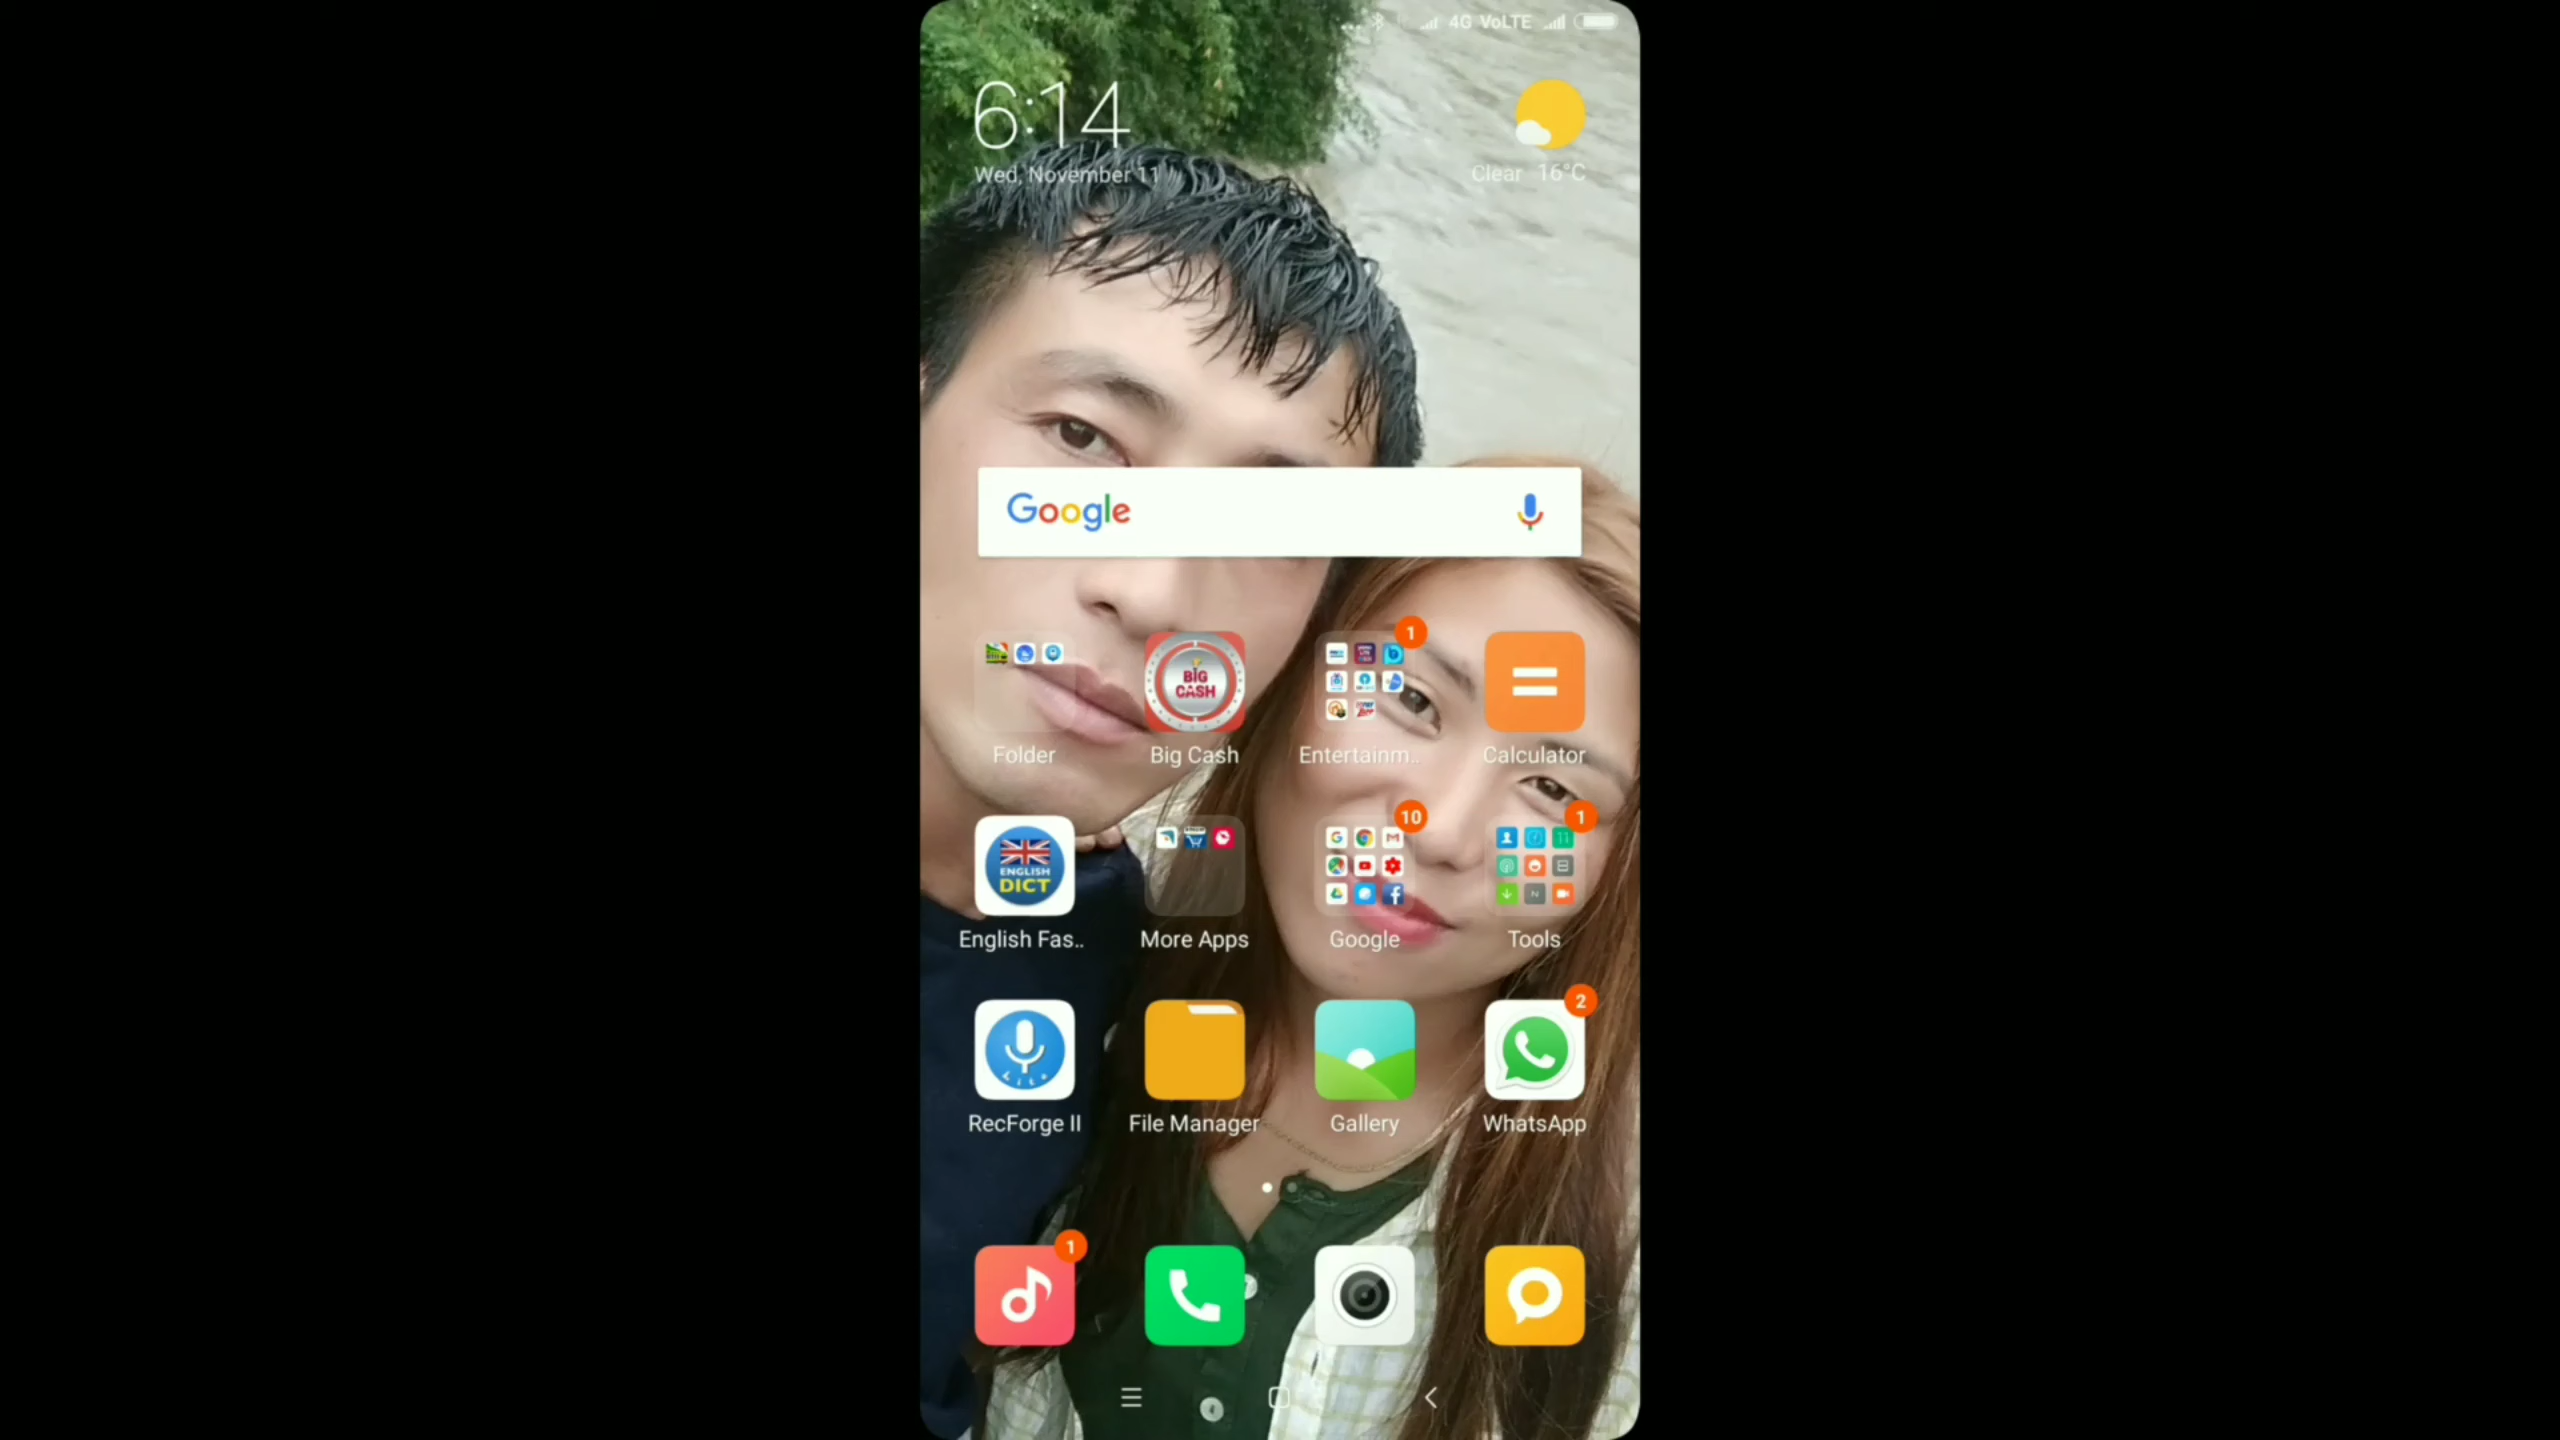 4G VoLTE
6:14
Wed, November 11
Clear 16°C
Google
1
BIG
CASH
Folder
Big Cash
Entertainm..
Calculator
10
1
ENGLISH
DICT
English Fas..
More Apps
Google
Tools
2
Lite
RecForge II
File Manager
Gallery
WhatsApp
1